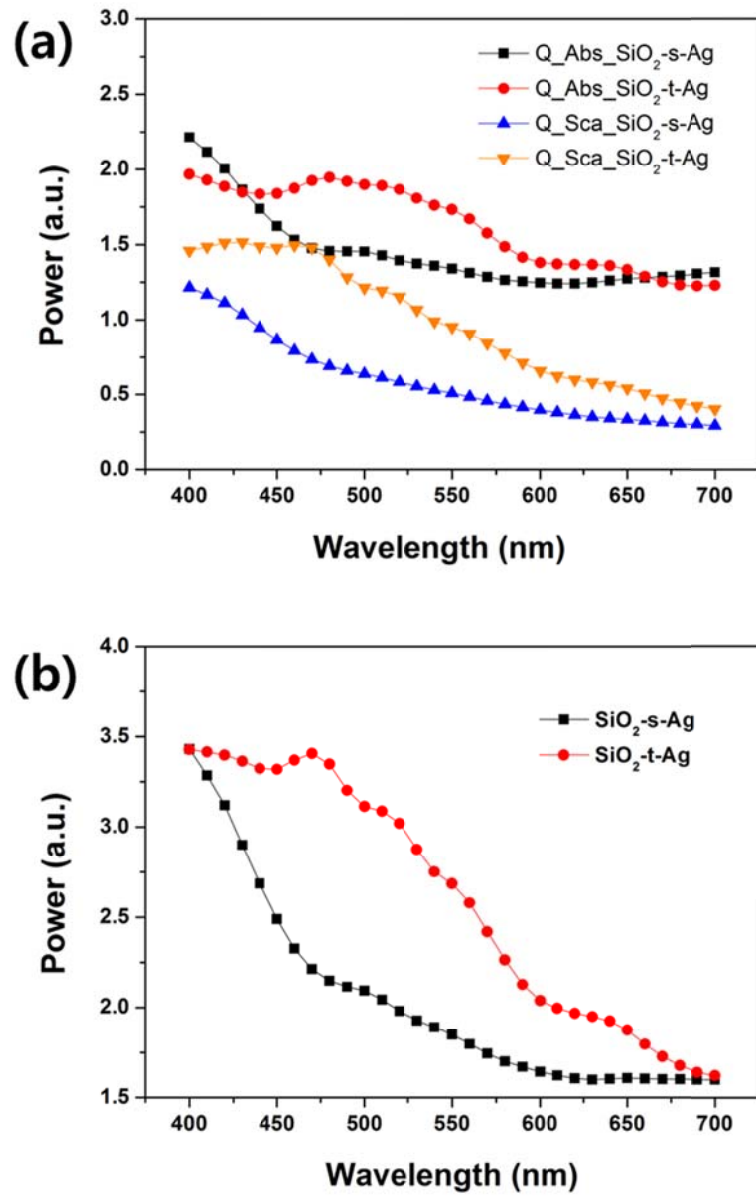 (a)
3.0
2.5
2.0
1.5
1.0
0.5
0.0
Power (a.u.)
Q_Abs_SiO₂-s-Ag
Q_Abs_SiO₂-t-Ag
Q_Sca_SiO₂-s-Ag
Q_Sca_SiO₂-t-Ag
400 450 500 550 600 650 700
Wavelength (nm)
(b)
4.0
3.5
3.0
2.5
2.0
1.5
Power (a.u.)
SiO₂-s-Ag
SiO₂-t-Ag
400 450 500 550 600 650 700
Wavelength (nm)